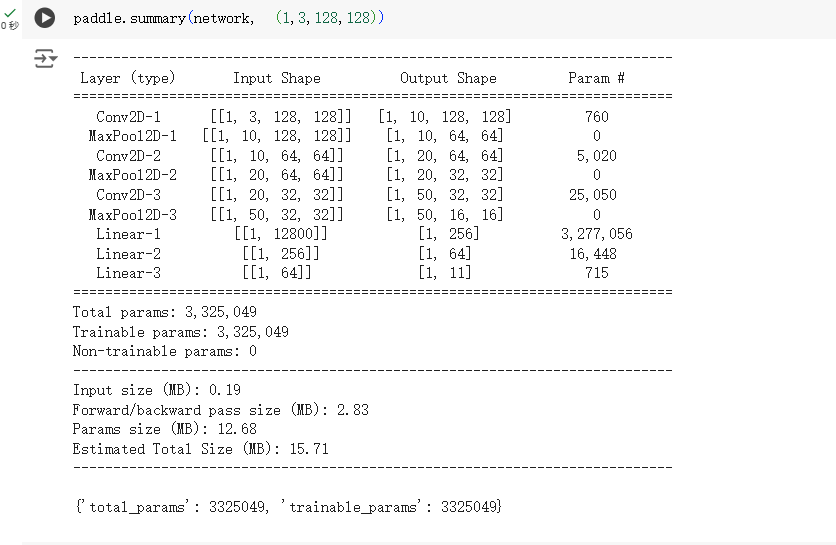 paddle.summary(network, (1,3,128,128))
0 秒
---------------------------------------------------------------------------
Layer (type) Input Shape Output Shape Param #
===========================================================================
Conv2D-1 [[1, 3, 128, 128]] [1, 10, 128, 128] 760
MaxPool2D-1 [[1, 10, 128, 128]] [1, 10, 64, 64] 0
Conv2D-2 [[1, 10, 64, 64]] [1, 20, 64, 64] 5,020
MaxPool2D-2 [[1, 20, 64, 64]] [1, 20, 32, 32] 0
Conv2D-3 [[1, 20, 32, 32]] [1, 50, 32, 32] 25,050
MaxPool2D-3 [[1, 50, 32, 32]] [1, 50, 16, 16] 0
Linear-1 [[1, 12800]] [1, 256] 3,277,056
Linear-2 [[1, 256]] [1, 64] 16,448
Linear-3 [[1, 64]] [1, 11] 715
===========================================================================
Total params: 3,325,049
Trainable params: 3,325,049
Non-trainable params: 0
---------------------------------------------------------------------------
Input size (MB): 0.19
Forward/backward pass size (MB): 2.83
Params size (MB): 12.68
Estimated Total Size (MB): 15.71
---------------------------------------------------------------------------
{'total_params': 3325049, 'trainable_params': 3325049}